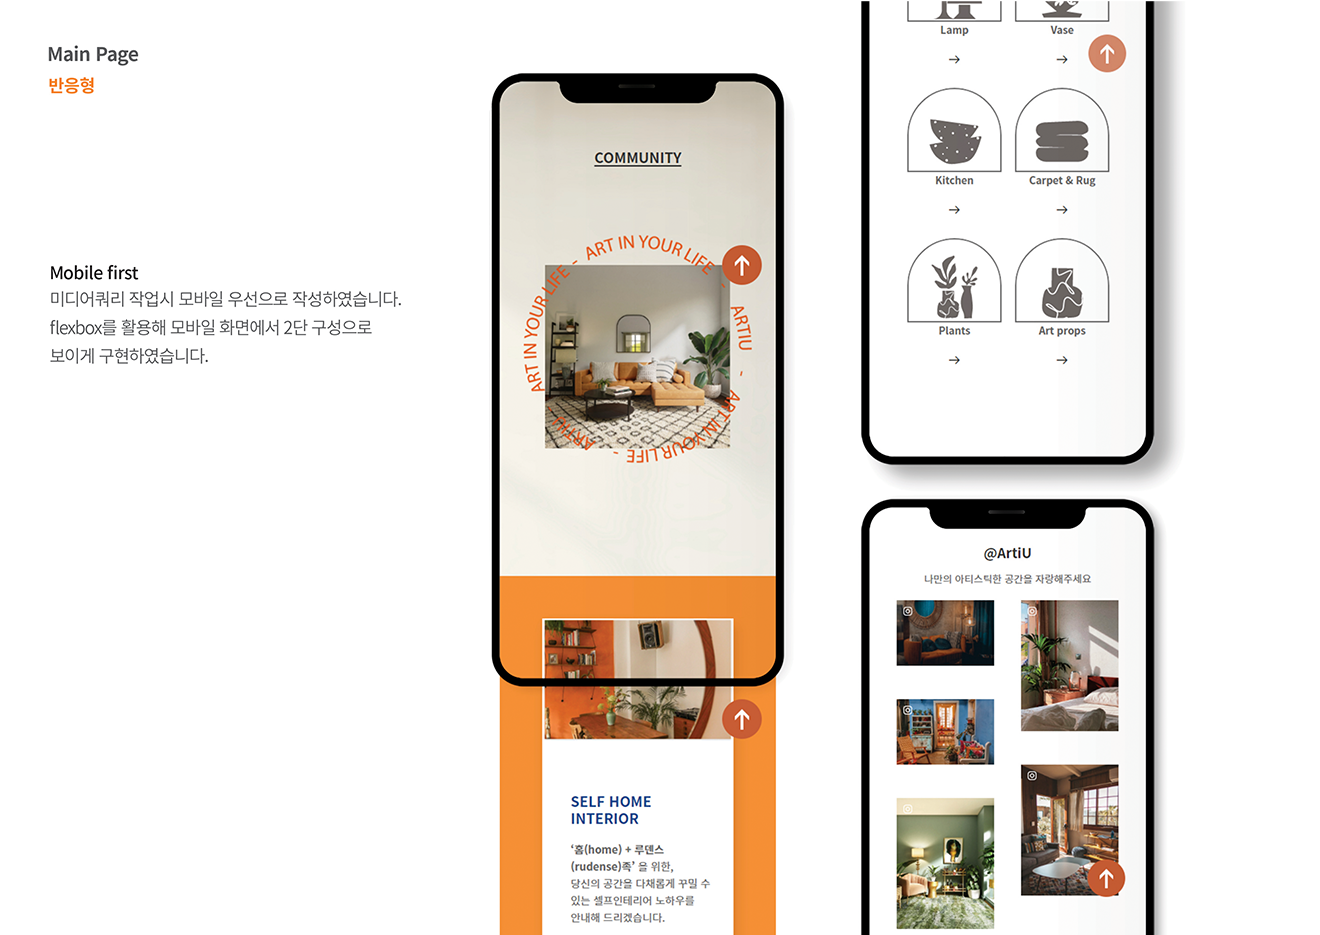 Main Page
반응형
Mobile first
미디어쿼리 작업시 모바일 우선으로 작성하였습니다.
flexbox를 활용해 모바일 화면에서 2단 구성으로
보이게 구현하였습니다.
COMMUNITY
ART IN YOUR LIFE - ART IN YOUR LIFE - ARTIU - ART IN YOUR LIFE - ARTIU -
SELF HOME
INTERIOR
‘홈(home) + 루덴스
(rudense)족’ 을 위한,
당신의 공간을 다채롭게 꾸밀 수
있는 셀프인테리어 노하우를
안내해 드리겠습니다.
Lamp
Vase
Kitchen
Carpet & Rug
Plants
Art props
@ArtiU
나만의 아티스틱한 공간을 자랑해주세요